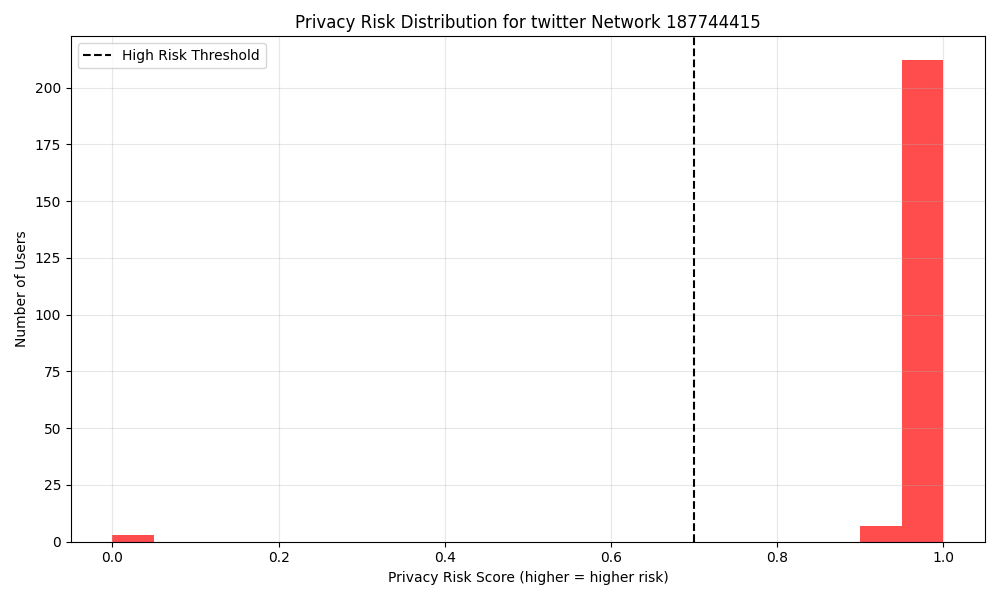 Privacy Risk Distribution for twitter Network 187744415
High Risk Threshold
Number of Users
200
175
150
125
100
75
50
25
0
0.0 0.2 0.4 0.6 0.8 1.0
Privacy Risk Score (higher = higher risk)